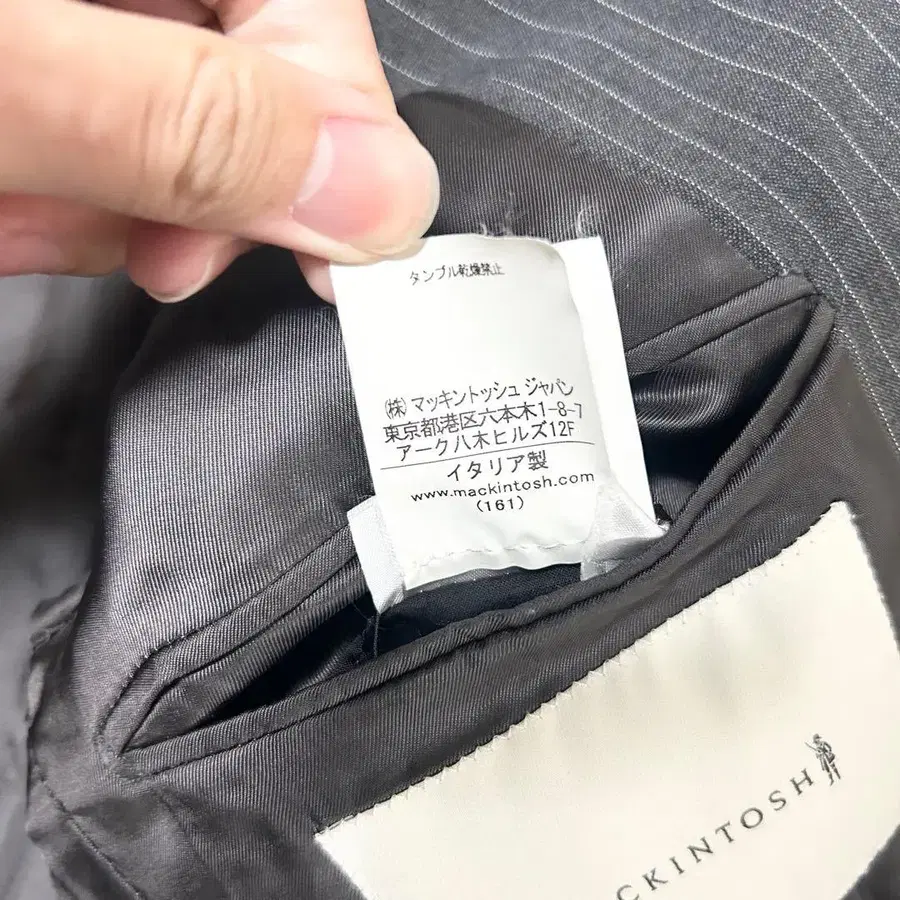 タンブル乾燥禁止
(株)マッキントッシュ ジャパン
東京都港区六本木1-8-7
アーク八木ヒルズ12F
イタリア製
www.mackintosh.com
(161)
CKINTOSH